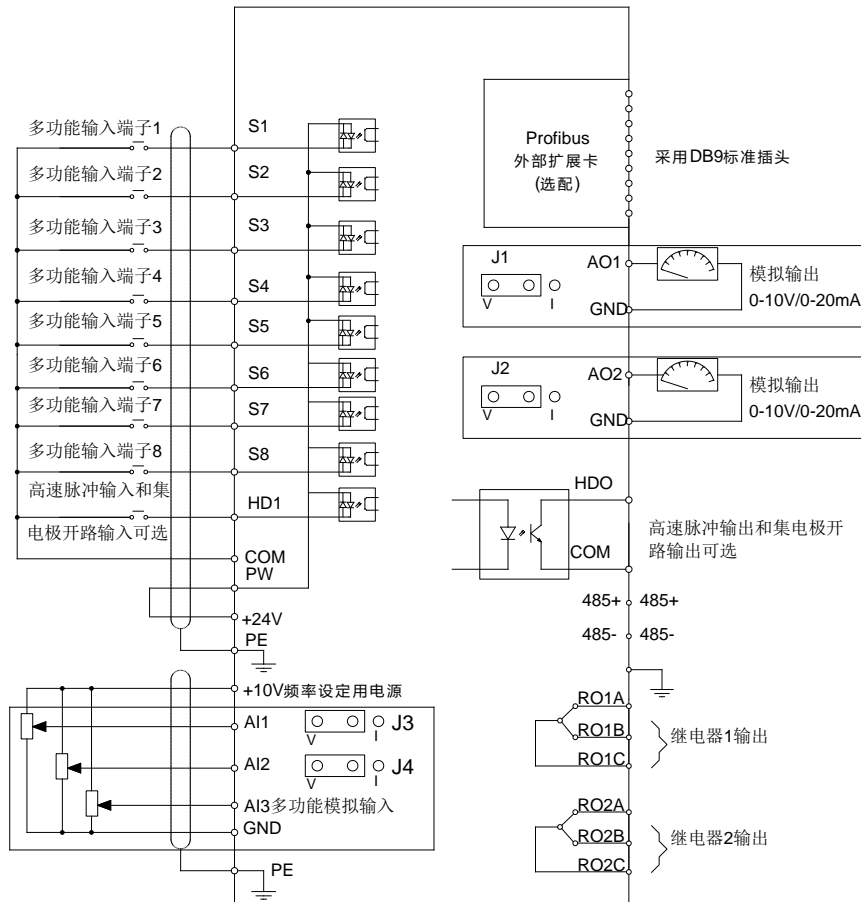 多功能输入端子1
S1
多功能输入端子2
S2
多功能输入端子3
S3
多功能输入端子4
S4
多功能输入端子5
S5
多功能输入端子6
S6
多功能输入端子7
S7
多功能输入端子8
S8
高速脉冲输入和集
电极开路输入可选
HD1
COM
PW
+24V
PE
+10V频率设定用电源
AI1
V
I
J3
AI2
V
I
J4
AI3多功能模拟输入
GND
PE
Profibus
外部扩展卡
(选配)
采用DB9标准插头
J1
V
I
AO1
GND
模拟输出
0-10V/0-20mA
J2
V
I
AO2
GND
模拟输出
0-10V/0-20mA
HDO
COM
高速脉冲输出和集电极开
路输出可选
485+ 485+
485- 485-
RO1A
RO1B
RO1C
继电器1输出
RO2A
RO2B
RO2C
继电器2输出